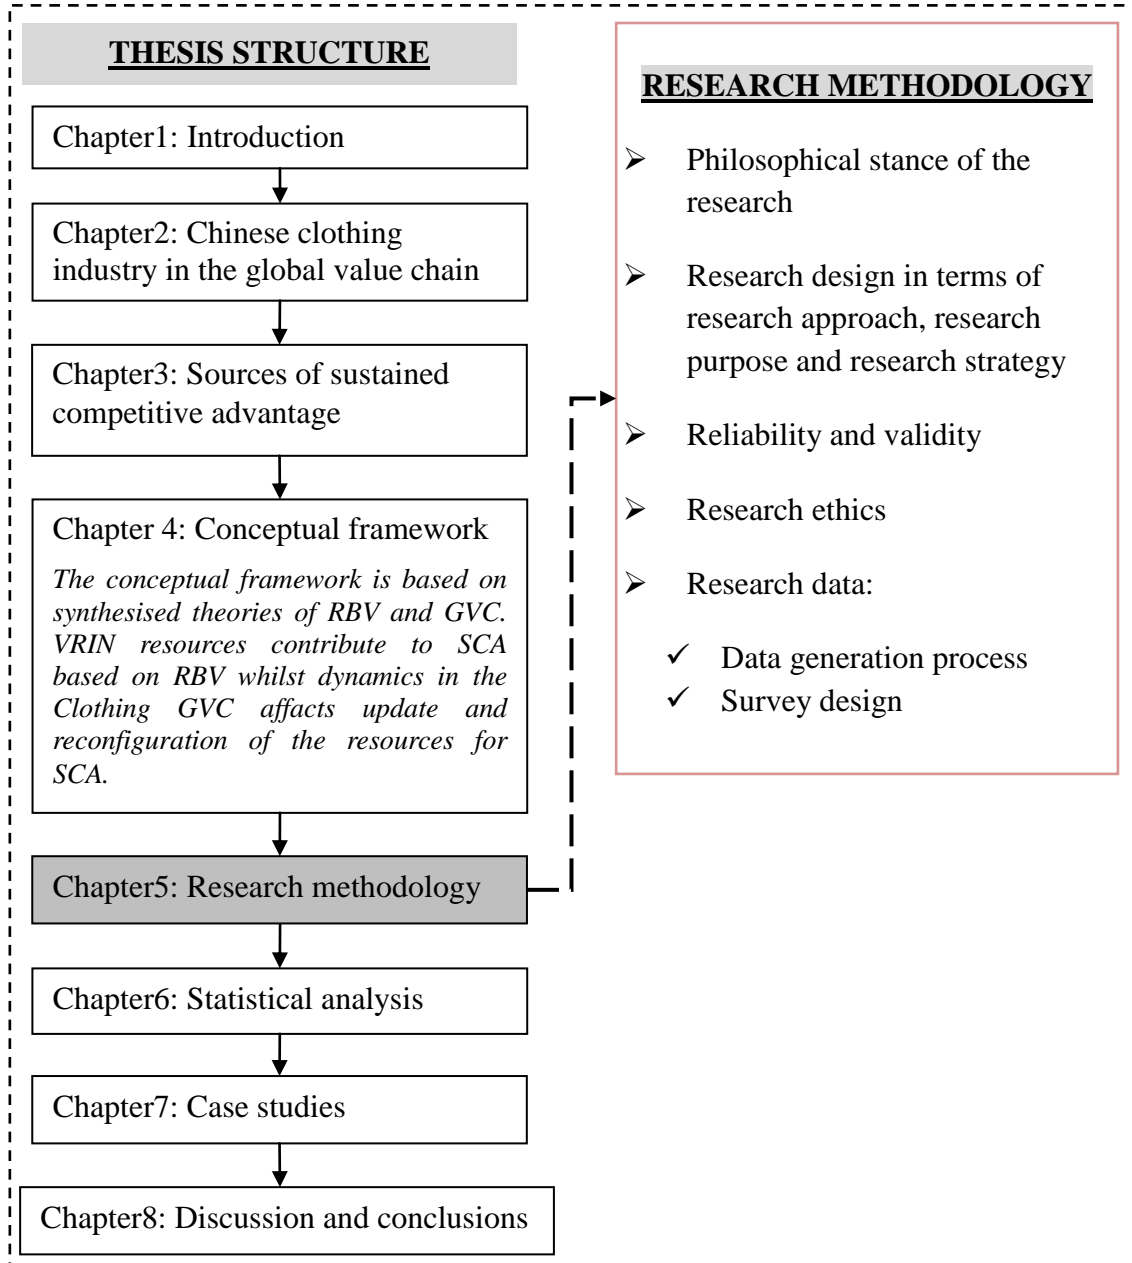 THESIS STRUCTURE
Chapter1: Introduction
Chapter2: Chinese clothing
industry in the global value chain
Chapter3: Sources of sustained
competitive advantage
Chapter 4: Conceptual framework
The conceptual framework is based on
synthesised theories of RBV and GVC.
VRIN resources contribute to SCA
based on RBV whilst dynamics in the
Clothing GVC affacts update and
reconfiguration of the resources for
SCA.
Chapter5: Research methodology
Chapter6: Statistical analysis
Chapter7: Case studies
Chapter8: Discussion and conclusions
RESEARCH METHODOLOGY
➢ Philosophical stance of the
research
➢ Research design in terms of
research approach, research
purpose and research strategy
➢ Reliability and validity
➢ Research ethics
➢ Research data:
✓ Data generation process
✓ Survey design